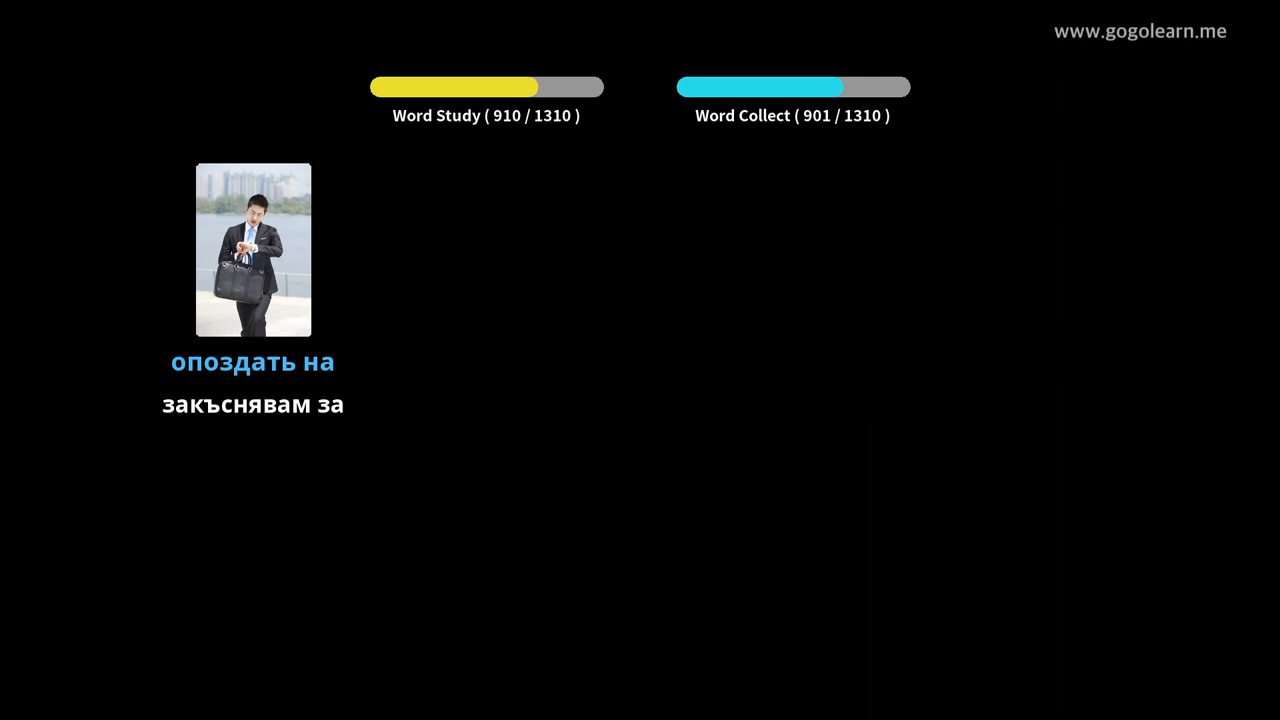 www.gogolearn.me
Word Study ( 910 / 1310 )
Word Collect ( 901 / 1310 )
опоздать на
закъснявам за